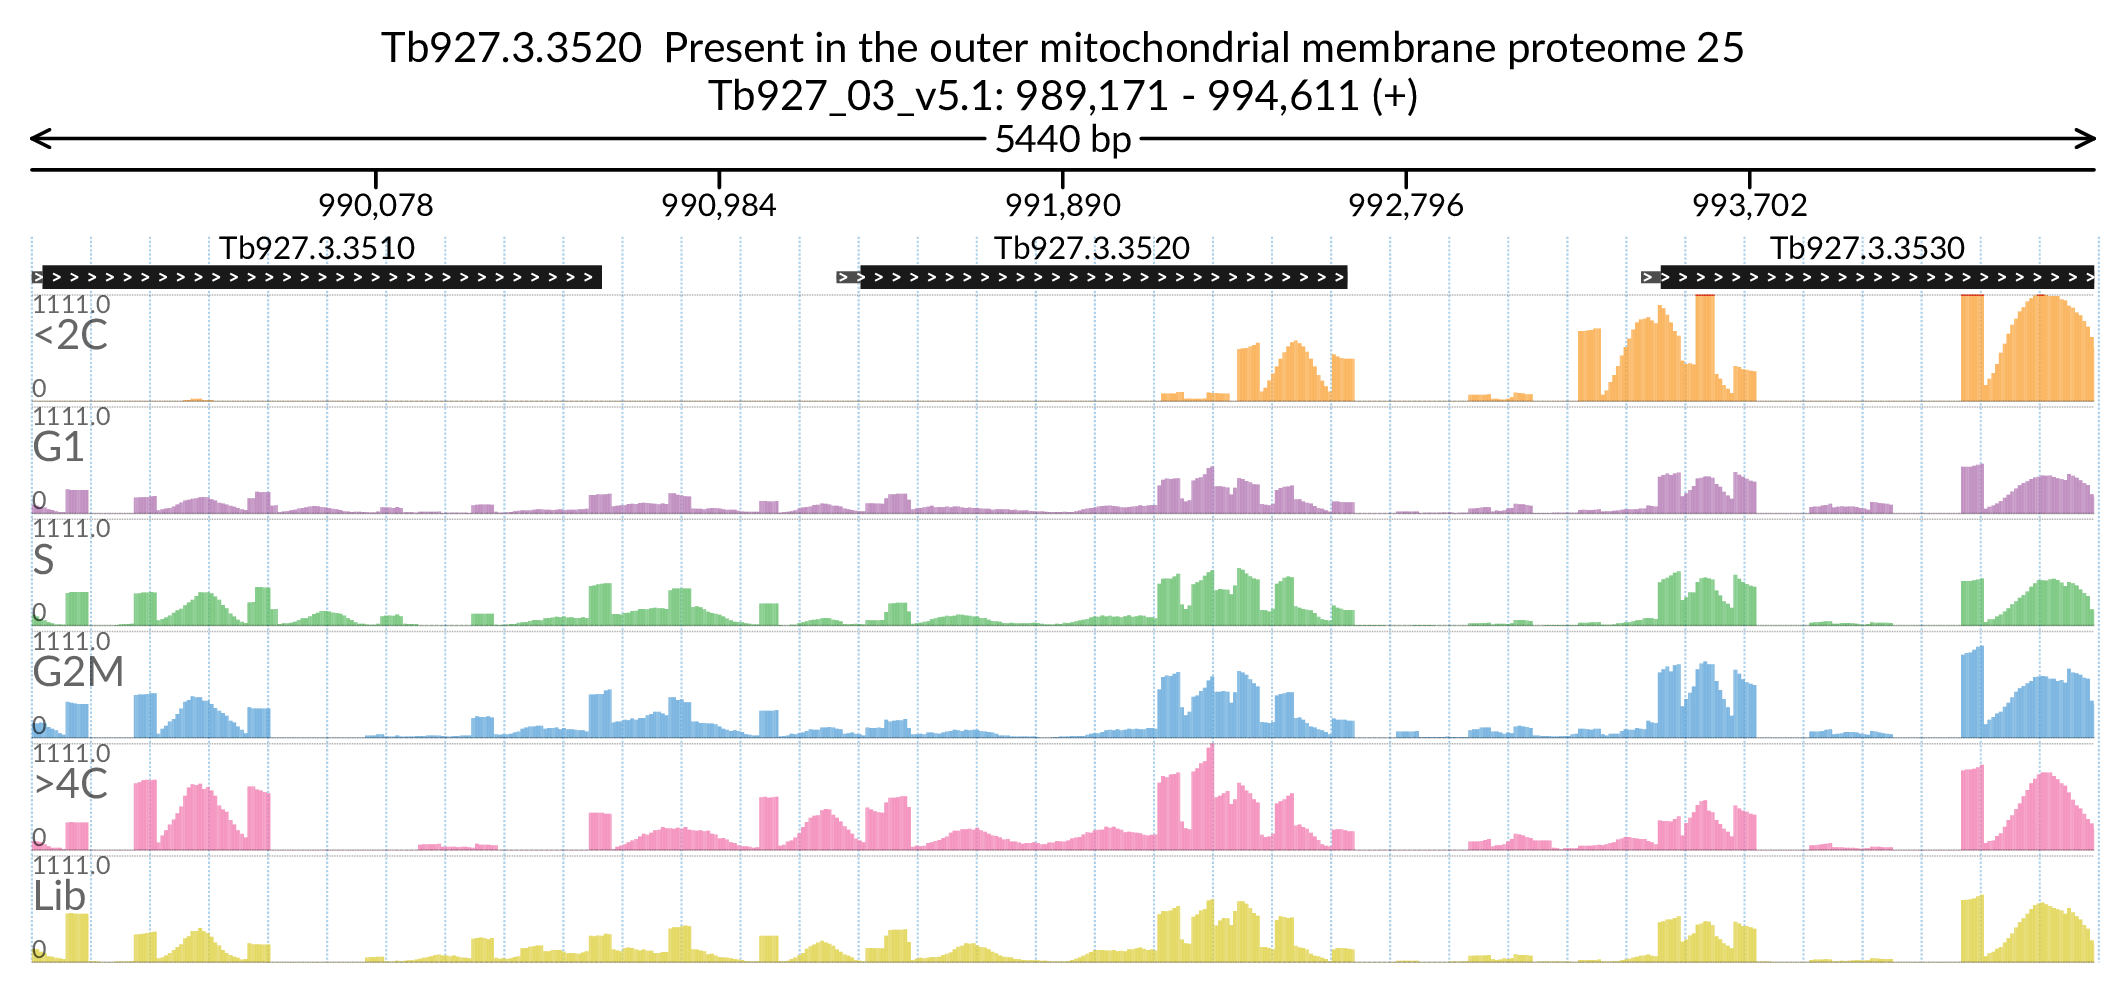 Tb927.3.3520  Present in the outer mitochondrial membrane proteome 25
Tb927_03_v5.1: 989,171 - 994,611 (+)
5440 bp
990,078 990,984 991,890 992,796 993,702
Tb927.3.3510 Tb927.3.3520 Tb927.3.3530
1111.0
<2C
0
1111.0
G1
0
1111.0
S
0
1111.0
G2M
0
1111.0
>4C
0
1111.0
Lib
0